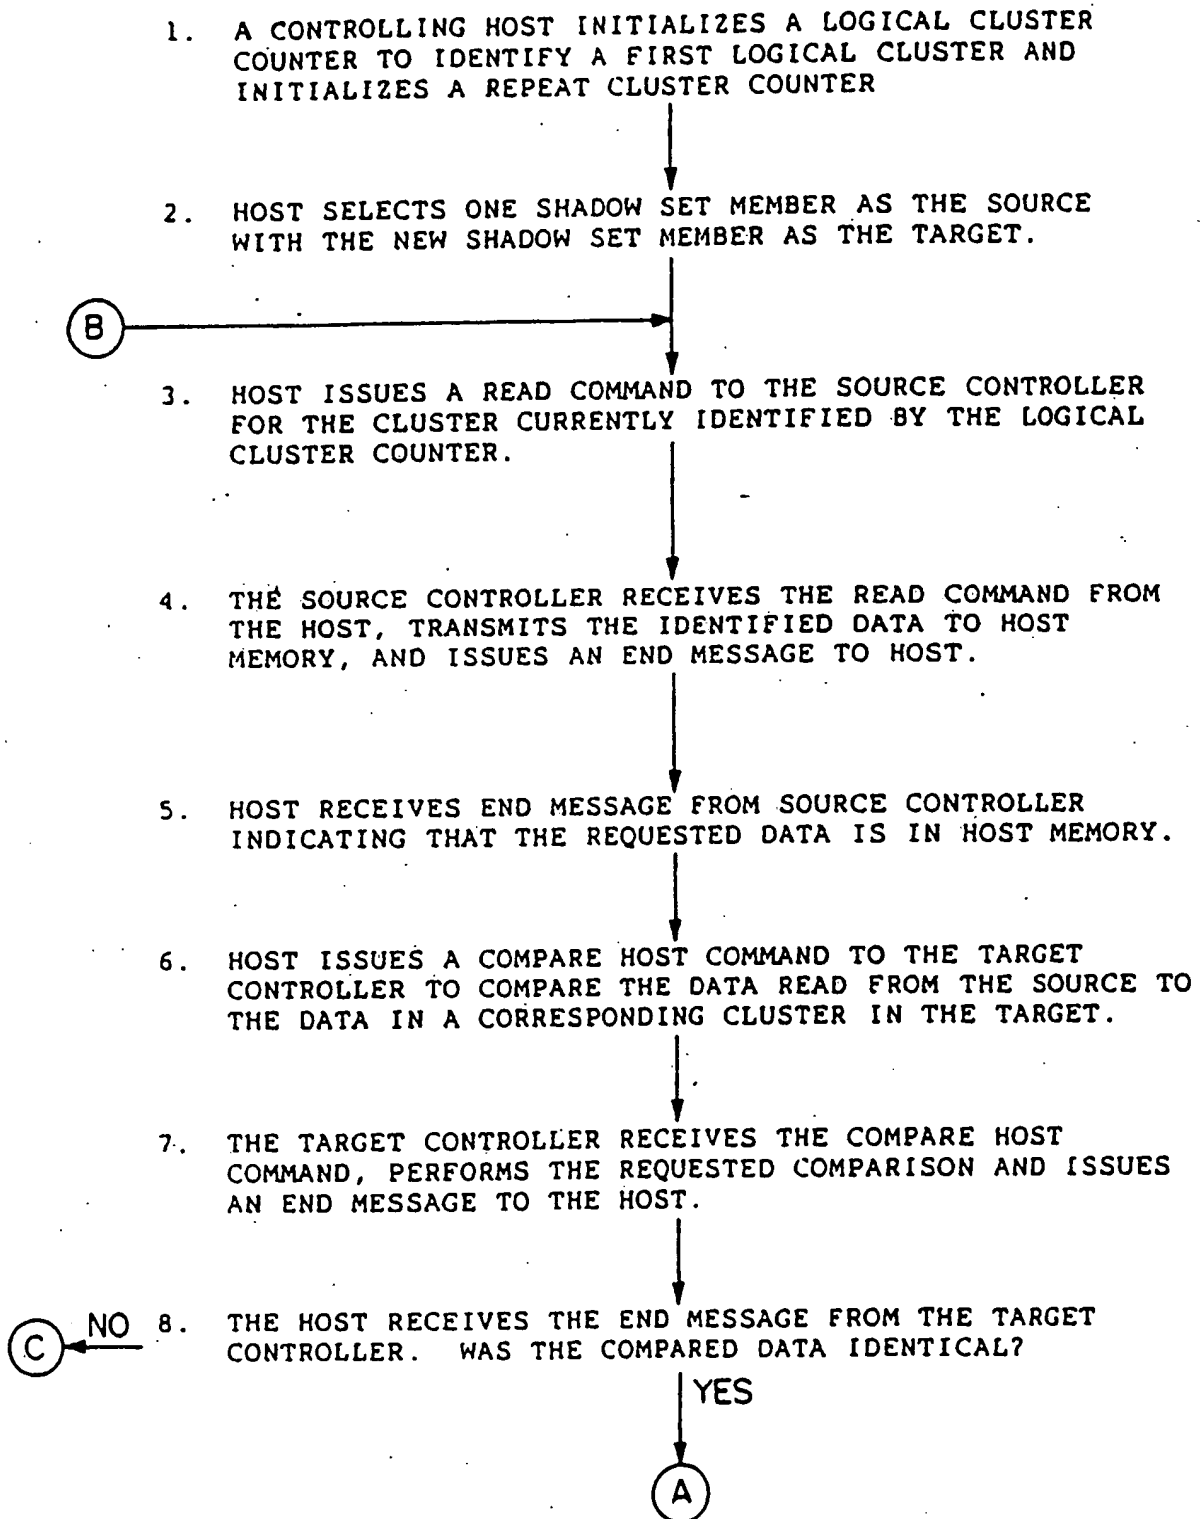 1. A CONTROLLING HOST INITIALIZES A LOGICAL CLUSTER
COUNTER TO IDENTIFY A FIRST LOGICAL CLUSTER AND
INITIALIZES A REPEAT CLUSTER COUNTER
2. HOST SELECTS ONE SHADOW SET MEMBER AS THE SOURCE
WITH THE NEW SHADOW SET MEMBER AS THE TARGET.
B
3. HOST ISSUES A READ COMMAND TO THE SOURCE CONTROLLER
FOR THE CLUSTER CURRENTLY IDENTIFIED BY THE LOGICAL
CLUSTER COUNTER.
4. THE SOURCE CONTROLLER RECEIVES THE READ COMMAND FROM
THE HOST, TRANSMITS THE IDENTIFIED DATA TO HOST
MEMORY, AND ISSUES AN END MESSAGE TO HOST.
5. HOST RECEIVES END MESSAGE FROM SOURCE CONTROLLER
INDICATING THAT THE REQUESTED DATA IS IN HOST MEMORY.
6. HOST ISSUES A COMPARE HOST COMMAND TO THE TARGET
CONTROLLER TO COMPARE THE DATA READ FROM THE SOURCE TO
THE DATA IN A CORRESPONDING CLUSTER IN THE TARGET.
7. THE TARGET CONTROLLER RECEIVES THE COMPARE HOST
COMMAND, PERFORMS THE REQUESTED COMPARISON AND ISSUES
AN END MESSAGE TO THE HOST.
C NO 8. THE HOST RECEIVES THE END MESSAGE FROM THE TARGET
CONTROLLER. WAS THE COMPARED DATA IDENTICAL?
YES
A